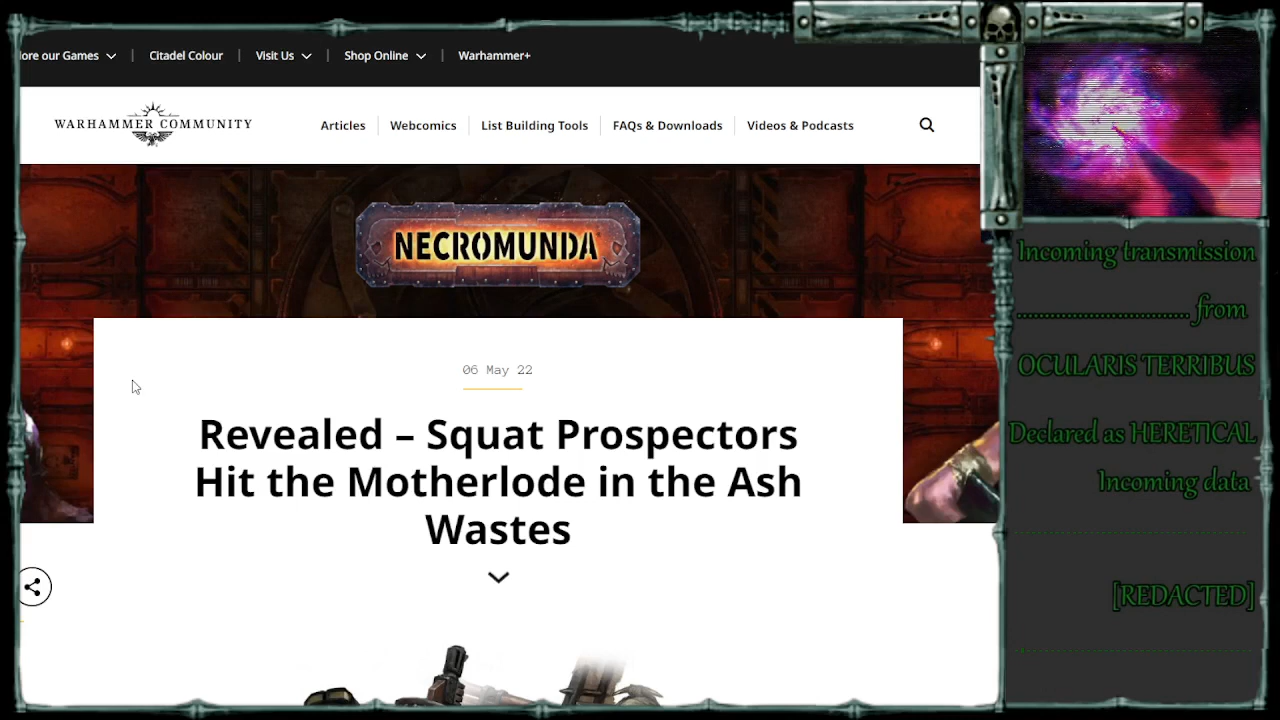 ore our Games
Citadel Colour
Visit Us
Shop Online
Warhammer+
WARHAMMER COMMUNITY
Articles
Webcomics
List Building Tools
FAQs & Downloads
Videos & Podcasts
NECROMUNDA
06 May 22
Revealed – Squat Prospectors
Hit the Motherlode in the Ash
Wastes
Incoming transmission
................................ from
OCULARIS TERRIBUS
Declared as HERETICAL
Incoming data
[REDACTED]